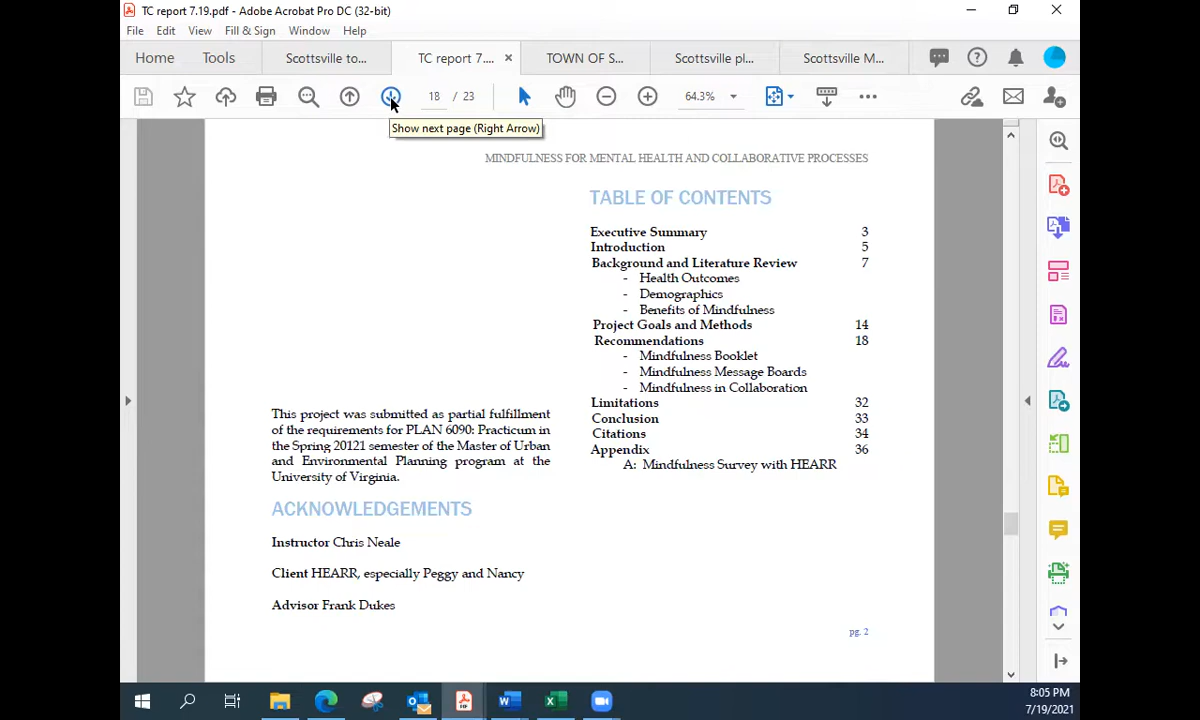 TC report 7.19.pdf - Adobe Acrobat Pro DC (32-bit)
File Edit View Fill & Sign Window Help
Home Tools Scottsville to... TC report 7.... TOWN OF S... Scottsville pl... Scottsville M...
18 / 23 64.3%
Show next page (Right Arrow)
MINDFULNESS FOR MENTAL HEALTH AND COLLABORATIVE PROCESSES
This project was submitted as partial fulfillment
of the requirements for PLAN 6090: Practicum in
the Spring 20121 semester of the Master of Urban
and Environmental Planning program at the
University of Virginia.
ACKNOWLEDGEMENTS
Instructor Chris Neale
Client HEARR, especially Peggy and Nancy
Advisor Frank Dukes
TABLE OF CONTENTS
Executive Summary 3
Introduction 5
Background and Literature Review 7
- Health Outcomes
- Demographics
- Benefits of Mindfulness
Project Goals and Methods 14
Recommendations 18
- Mindfulness Booklet
- Mindfulness Message Boards
- Mindfulness in Collaboration
Limitations 32
Conclusion 33
Citations 34
Appendix 36
A: Mindfulness Survey with HEARR
pg. 2
8:05 PM
7/19/2021